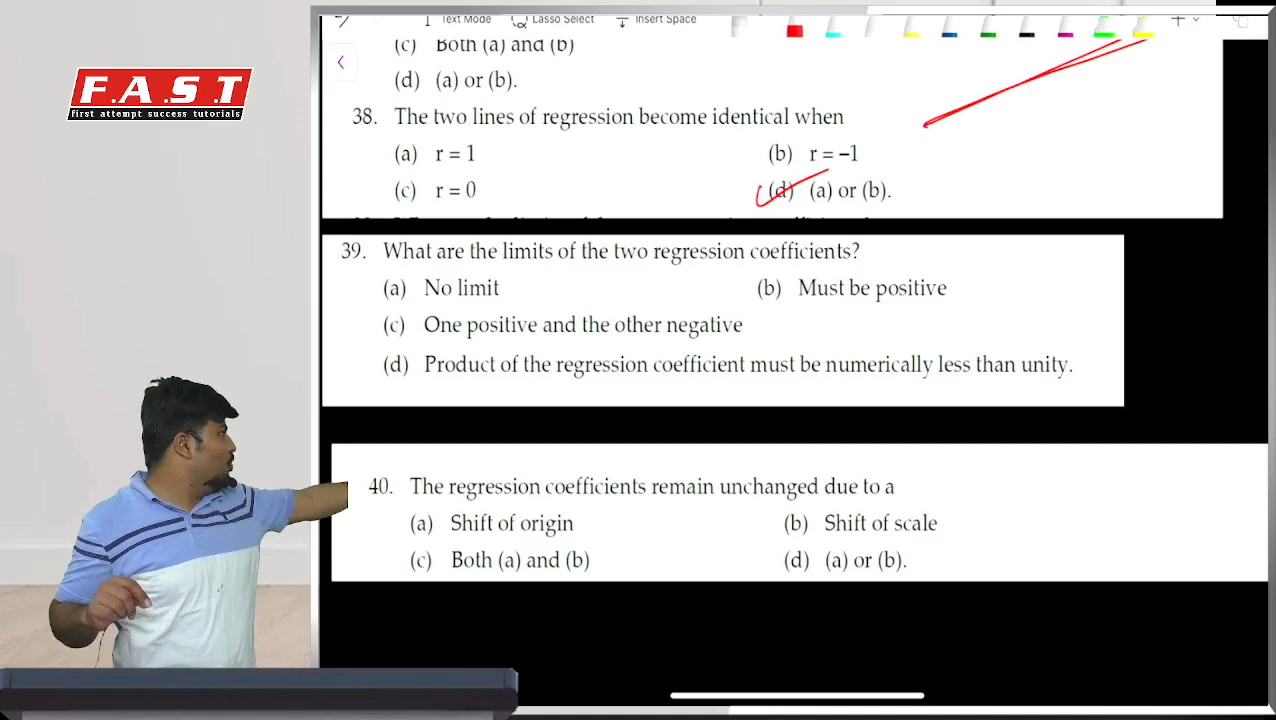 Text Mode Lasso Select Insert Space
F.A.S.T
first attempt success tutorials
(c) Both (a) and (b)
(d) (a) or (b).
38. The two lines of regression become identical when
(a) r = 1 (b) r = –1
(c) r = 0 (d) (a) or (b).
39. What are the limits of the two regression coefficients?
(a) No limit (b) Must be positive
(c) One positive and the other negative
(d) Product of the regression coefficient must be numerically less than unity.
40. The regression coefficients remain unchanged due to a
(a) Shift of origin (b) Shift of scale
(c) Both (a) and (b) (d) (a) or (b).